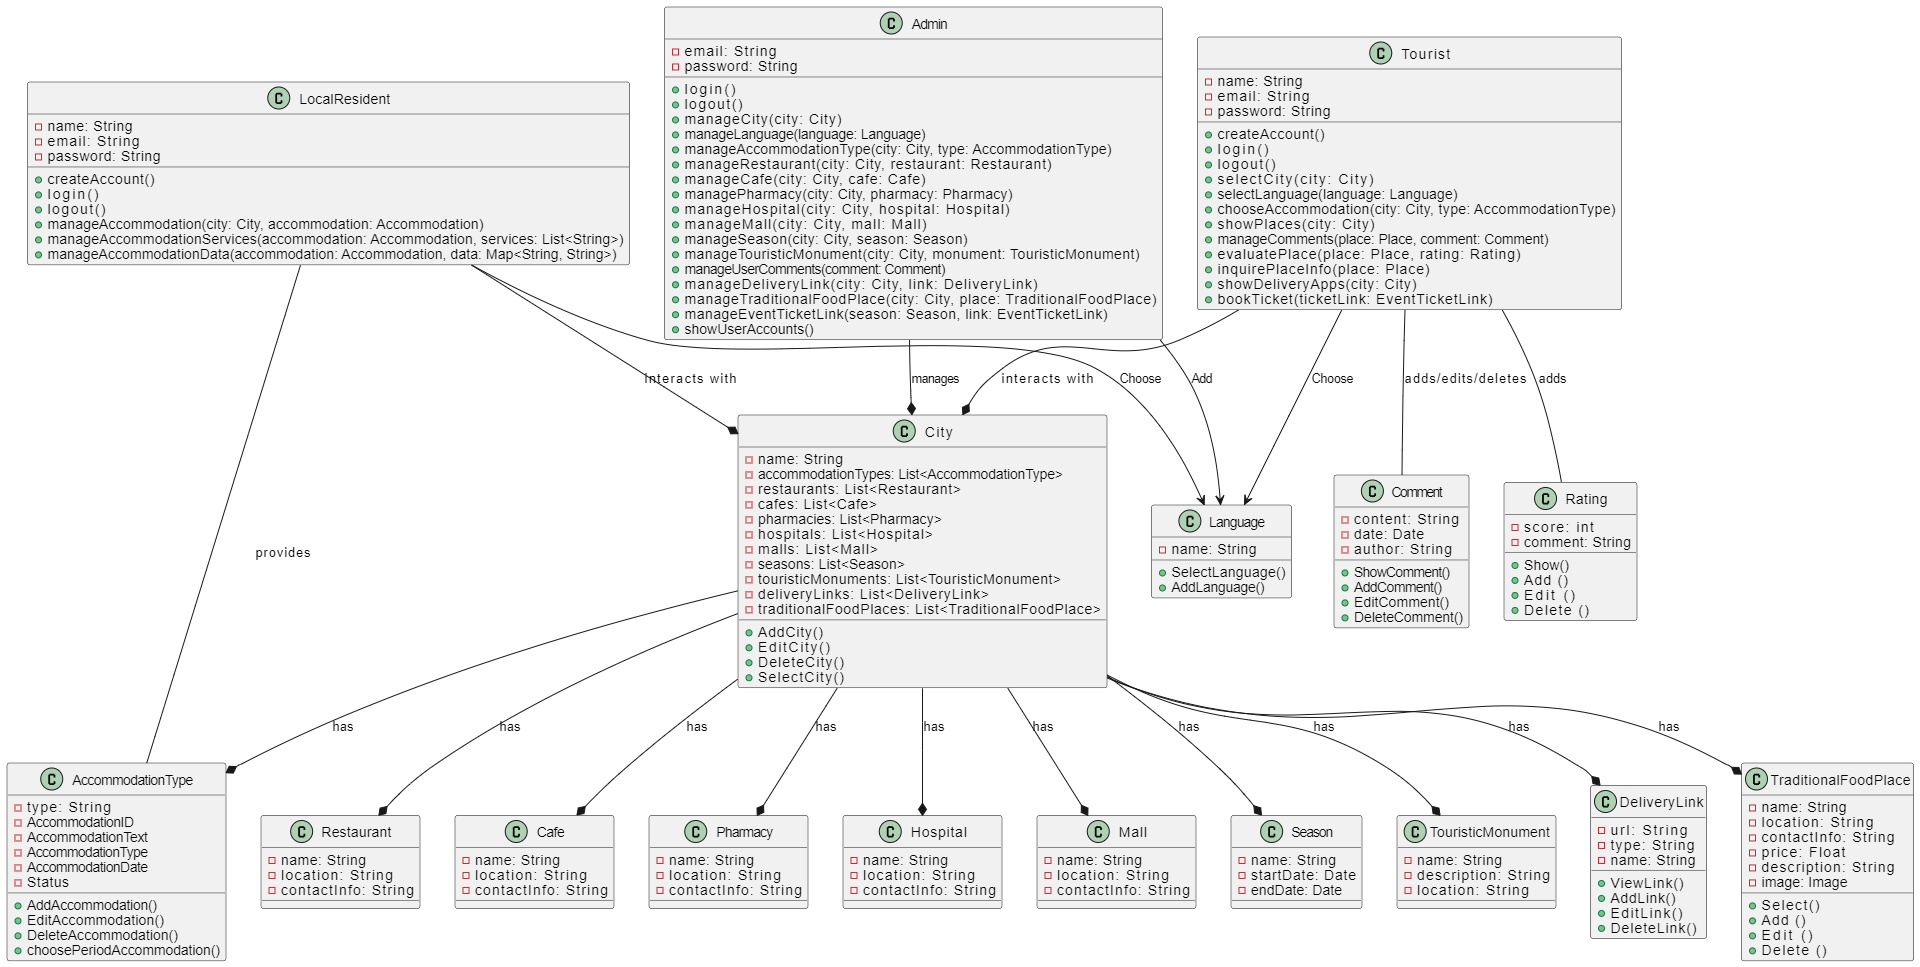 C LocalResident
name: String
email: String
password: String
createAccount()
login()
logout()
manageAccommodation(city: City, accommodation: Accommodation)
manageAccommodationServices(accommodation: Accommodation, services: List<String>)
manageAccommodationData(accommodation: Accommodation, data: Map<String, String>)
C Admin
email: String
password: String
login()
logout()
manageCity(city: City)
manageLanguage(language: Language)
manageAccommodationType(city: City, type: AccommodationType)
manageRestaurant(city: City, restaurant: Restaurant)
manageCafe(city: City, cafe: Cafe)
managePharmacy(city: City, pharmacy: Pharmacy)
manageHospital(city: City, hospital: Hospital)
manageMall(city: City, mall: Mall)
manageSeason(city: City, season: Season)
manageTouristicMonument(city: City, monument: TouristicMonument)
manageUserComments(comment: Comment)
manageDeliveryLink(city: City, link: DeliveryLink)
manageTraditionalFoodPlace(city: City, place: TraditionalFoodPlace)
manageEventTicketLink(season: Season, link: EventTicketLink)
showUserAccounts()
C Tourist
name: String
email: String
password: String
createAccount()
login()
logout()
selectCity(city: City)
selectLanguage(language: Language)
chooseAccommodation(city: City, type: AccommodationType)
showPlaces(city: City)
manageComments(place: Place, comment: Comment)
evaluatePlace(place: Place, rating: Rating)
inquirePlaceInfo(place: Place)
showDeliveryApps(city: City)
bookTicket(ticketLink: EventTicketLink)
interacts with
manages
interacts with
Choose
Add
Choose
adds/edits/deletes
adds
provides
C City
name: String
accommodationTypes: List<AccommodationType>
restaurants: List<Restaurant>
cafes: List<Cafe>
pharmacies: List<Pharmacy>
hospitals: List<Hospital>
malls: List<Mall>
seasons: List<Season>
touristicMonuments: List<TouristicMonument>
deliveryLinks: List<DeliveryLink>
traditionalFoodPlaces: List<TraditionalFoodPlace>
AddCity()
EditCity()
DeleteCity()
SelectCity()
C Language
name: String
SelectLanguage()
AddLanguage()
C Comment
content: String
date: Date
author: String
ShowComment()
AddComment()
EditComment()
DeleteComment()
C Rating
score: int
comment: String
Show()
Add ()
Edit ()
Delete ()
has
has
has
has
has
has
has
has
has
has
C AccommodationType
type: String
AccommodationID
AccommodationText
AccommodationType
AccommodationDate
Status
AddAccommodation()
EditAccommodation()
DeleteAccommodation()
choosePeriodAccommodation()
C Restaurant
name: String
location: String
contactInfo: String
C Cafe
name: String
location: String
contactInfo: String
C Pharmacy
name: String
location: String
contactInfo: String
C Hospital
name: String
location: String
contactInfo: String
C Mall
name: String
location: String
contactInfo: String
C Season
name: String
startDate: Date
endDate: Date
C TouristicMonument
name: String
description: String
location: String
C DeliveryLink
url: String
type: String
name: String
ViewLink()
AddLink()
EditLink()
DeleteLink()
C TraditionalFoodPlace
name: String
location: String
contactInfo: String
price: Float
description: String
image: Image
Select()
Add ()
Edit ()
Delete ()